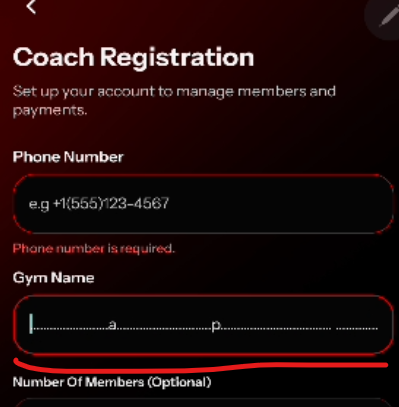 Coach Registration
Set up your account to manage members and
payments.
Phone Number
e.g +1(555)123-4567
Phone number is required.
Gym Name
........................a..............................p................................... ..............
Number Of Members (Optional)